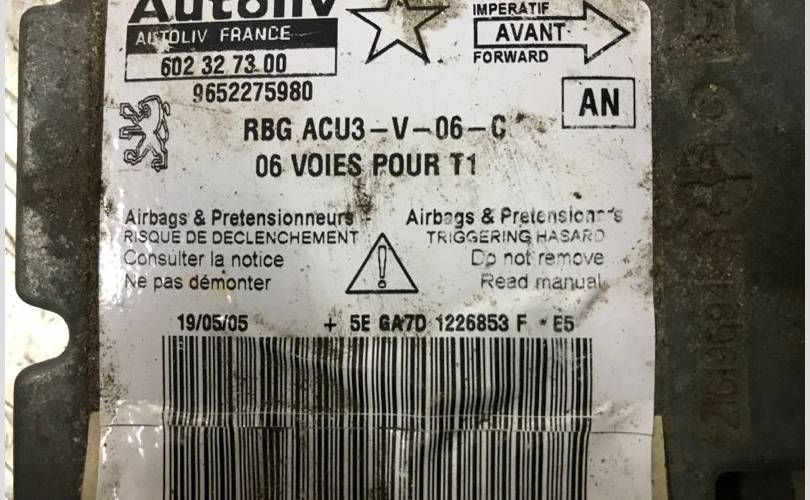 Autoliv
AUTOLIV FRANCE
602 32 73 00
9652275980
IMPERATIF
AVANT
FORWARD
AN
RBG ACU3-V-06-C
06 VOIES POUR T1
Airbags & Pretensionneurs
RISQUE DE DECLENCHEMENT
Consulter la notice
Ne pas démonter
Airbags & Pretensionners
TRIGGERING HASARD
Do not remove
Read manual
19/05/05 + 5E GA7D 1226853 F * E5